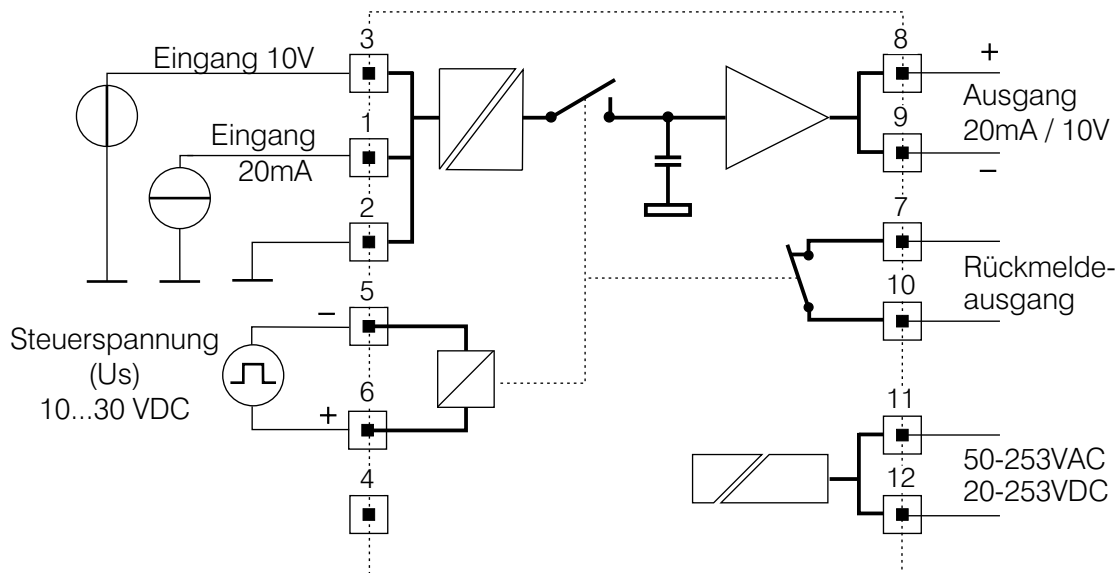 3
Eingang 10V
1
Eingang
20mA
2
5
−
Steuerspannung
(Us)
10...30 VDC
6
+
4
8
+
Ausgang
20mA / 10V
9
−
7
Rückmelde-
ausgang
10
11
50-253VAC
20-253VDC
12